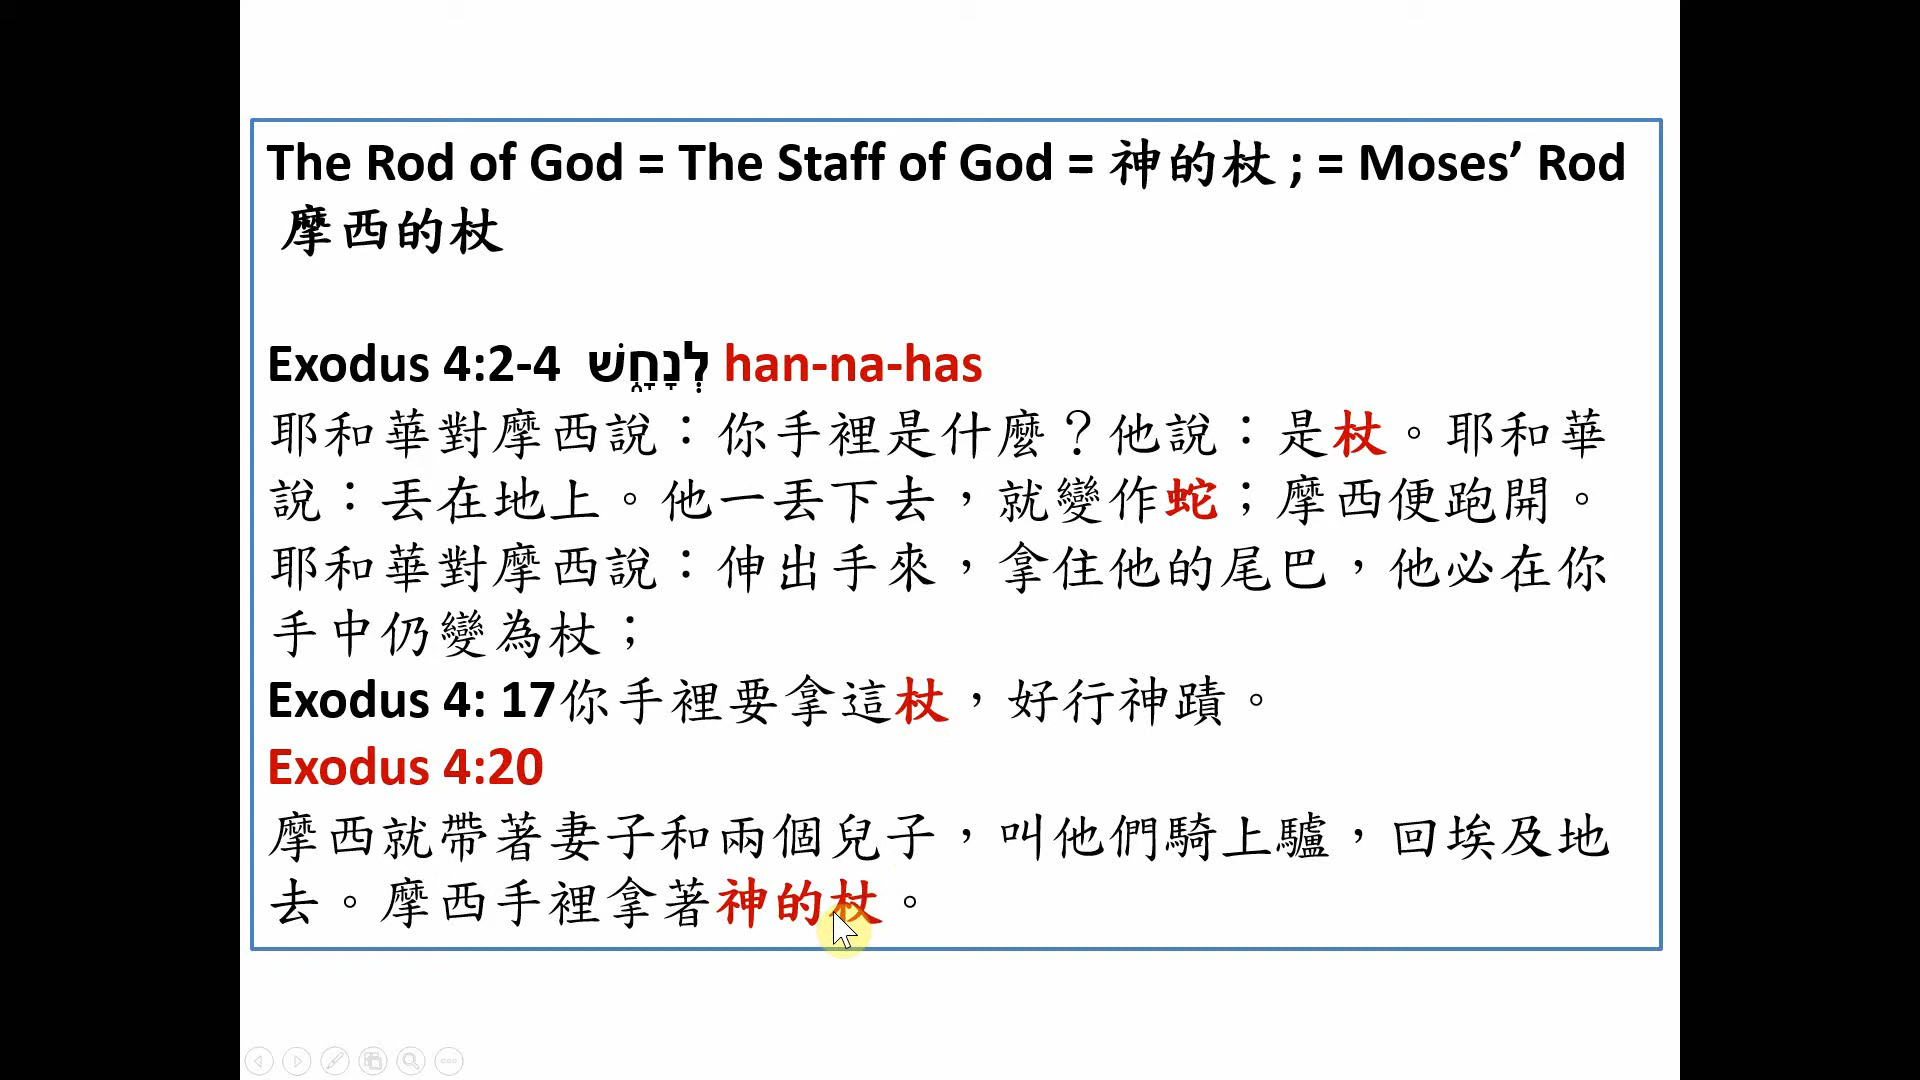 The Rod of God = The Staff of God = 神的杖 ; = Moses’ Rod
摩西的杖
Exodus 4:2-4 לְנָחָ֑שׁ han-na-has
耶和華對摩西說：你手裡是什麼？他說：是杖。耶和華
說：丟在地上。他一丟下去，就變作蛇；摩西便跑開。
耶和華對摩西說：伸出手來，拿住他的尾巴，他必在你
手中仍變為杖；
Exodus 4: 17你手裡要拿這杖，好行神蹟。
Exodus 4:20
摩西就帶著妻子和兩個兒子，叫他們騎上驢，回埃及地
去。摩西手裡拿著神的杖。